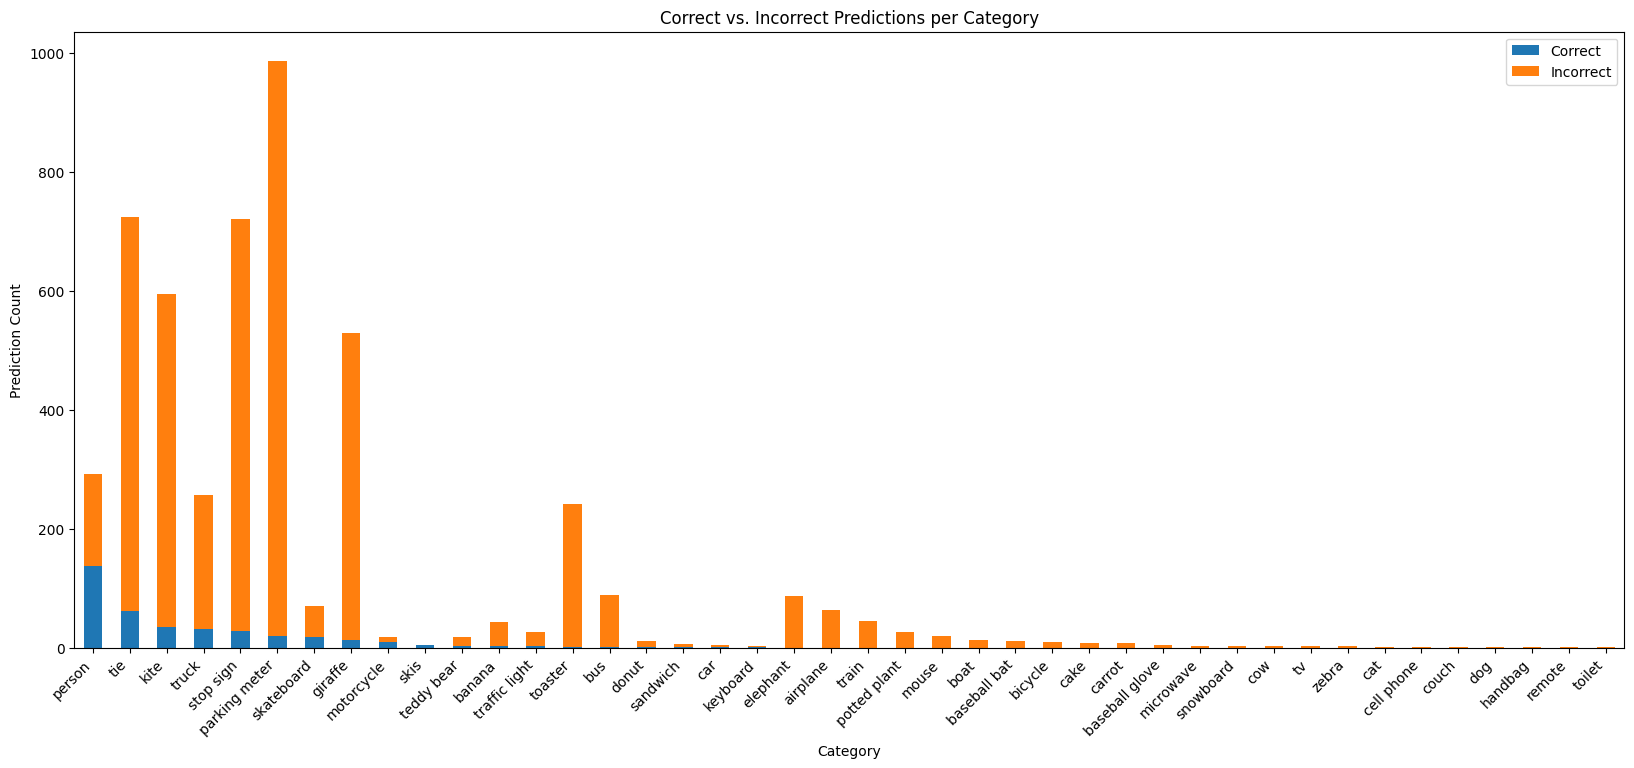 Correct vs. Incorrect Predictions per Category
Correct
Incorrect
Prediction Count
1000
800
600
400
200
0
person
tie
kite
truck
stop sign
parking meter
skateboard
giraffe
motorcycle
skis
teddy bear
banana
traffic light
toaster
bus
donut
sandwich
car
keyboard
elephant
airplane
train
potted plant
mouse
boat
baseball bat
bicycle
cake
carrot
baseball glove
microwave
snowboard
cow
tv
zebra
cat
cell phone
couch
dog
handbag
remote
toilet
Category